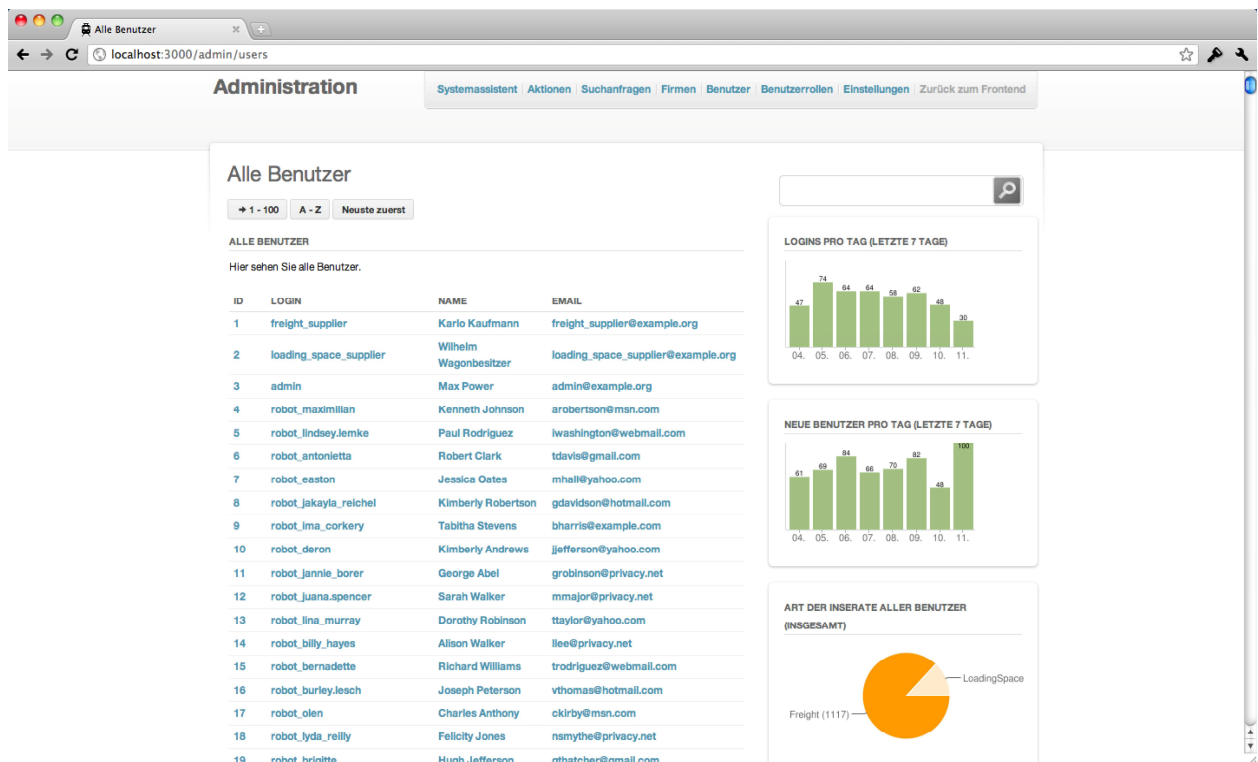 Alle Benutzer
localhost:3000/admin/users
Administration
Systemassistent Aktionen Suchanfragen Firmen Benutzer Benutzerrollen Einstellungen Zurück zum Frontend
Alle Benutzer
➔ 1 - 100 A - Z Neuste zuerst
ALLE BENUTZER
Hier sehen Sie alle Benutzer.
ID LOGIN NAME EMAIL
1 freight_supplier Karlo Kaufmann freight_supplier@example.org
2 loading_space_supplier Wilhelm Wagonbesitzer loading_space_supplier@example.org
3 admin Max Power admin@example.org
4 robot_maximilian Kenneth Johnson arobertson@msn.com
5 robot_lindsey.lemke Paul Rodriguez iwashington@webmail.com
6 robot_antonietta Robert Clark tdavis@gmail.com
7 robot_easton Jessica Oates mhall@yahoo.com
8 robot_jakayla_reichel Kimberly Robertson gdavidson@hotmail.com
9 robot_ima_corkery Tabitha Stevens bharris@example.com
10 robot_deron Kimberly Andrews jjefferson@yahoo.com
11 robot_jannie_borer George Abel grobinson@privacy.net
12 robot_juana.spencer Sarah Walker mmajor@privacy.net
13 robot_lina_murray Dorothy Robinson ttaylor@yahoo.com
14 robot_billy_hayes Alison Walker llee@privacy.net
15 robot_bernadette Richard Williams trodriguez@webmail.com
16 robot_burley.lesch Joseph Peterson vthomas@hotmail.com
17 robot_olen Charles Anthony ckirby@msn.com
18 robot_lyda_reilly Felicity Jones nsmythe@privacy.net
19 robot_brigitte Hugh Jefferson gthatcher@gmail.com
LOGINS PRO TAG (LETZTE 7 TAGE)
47 74 64 64 58 62 48 30
04. 05. 06. 07. 08. 09. 10. 11.
NEUE BENUTZER PRO TAG (LETZTE 7 TAGE)
61 69 84 66 70 82 48 100
04. 05. 06. 07. 08. 09. 10. 11.
ART DER INSERATE ALLER BENUTZER
(INSGESAMT)
LoadingSpace
Freight (1117)